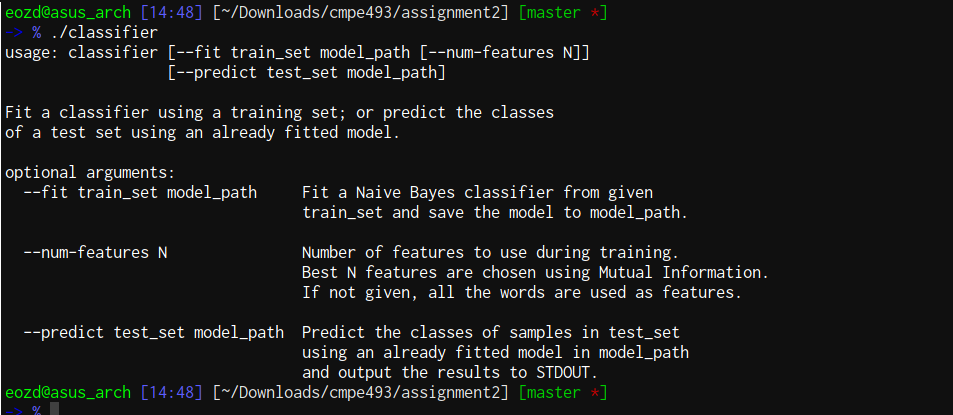 eozd@asus_arch [14:48] [~/Downloads/cmpe493/assignment2] [master *]
-> % ./classifier
usage: classifier [--fit train_set model_path [--num-features N]]
                  [--predict test_set model_path]

Fit a classifier using a training set; or predict the classes
of a test set using an already fitted model.

optional arguments:
  --fit train_set model_path     Fit a Naive Bayes classifier from given
                                 train_set and save the model to model_path.

  --num-features N               Number of features to use during training.
                                 Best N features are chosen using Mutual Information.
                                 If not given, all the words are used as features.

  --predict test_set model_path  Predict the classes of samples in test_set
                                 using an already fitted model in model_path
                                 and output the results to STDOUT.
eozd@asus_arch [14:48] [~/Downloads/cmpe493/assignment2] [master *]
-> %